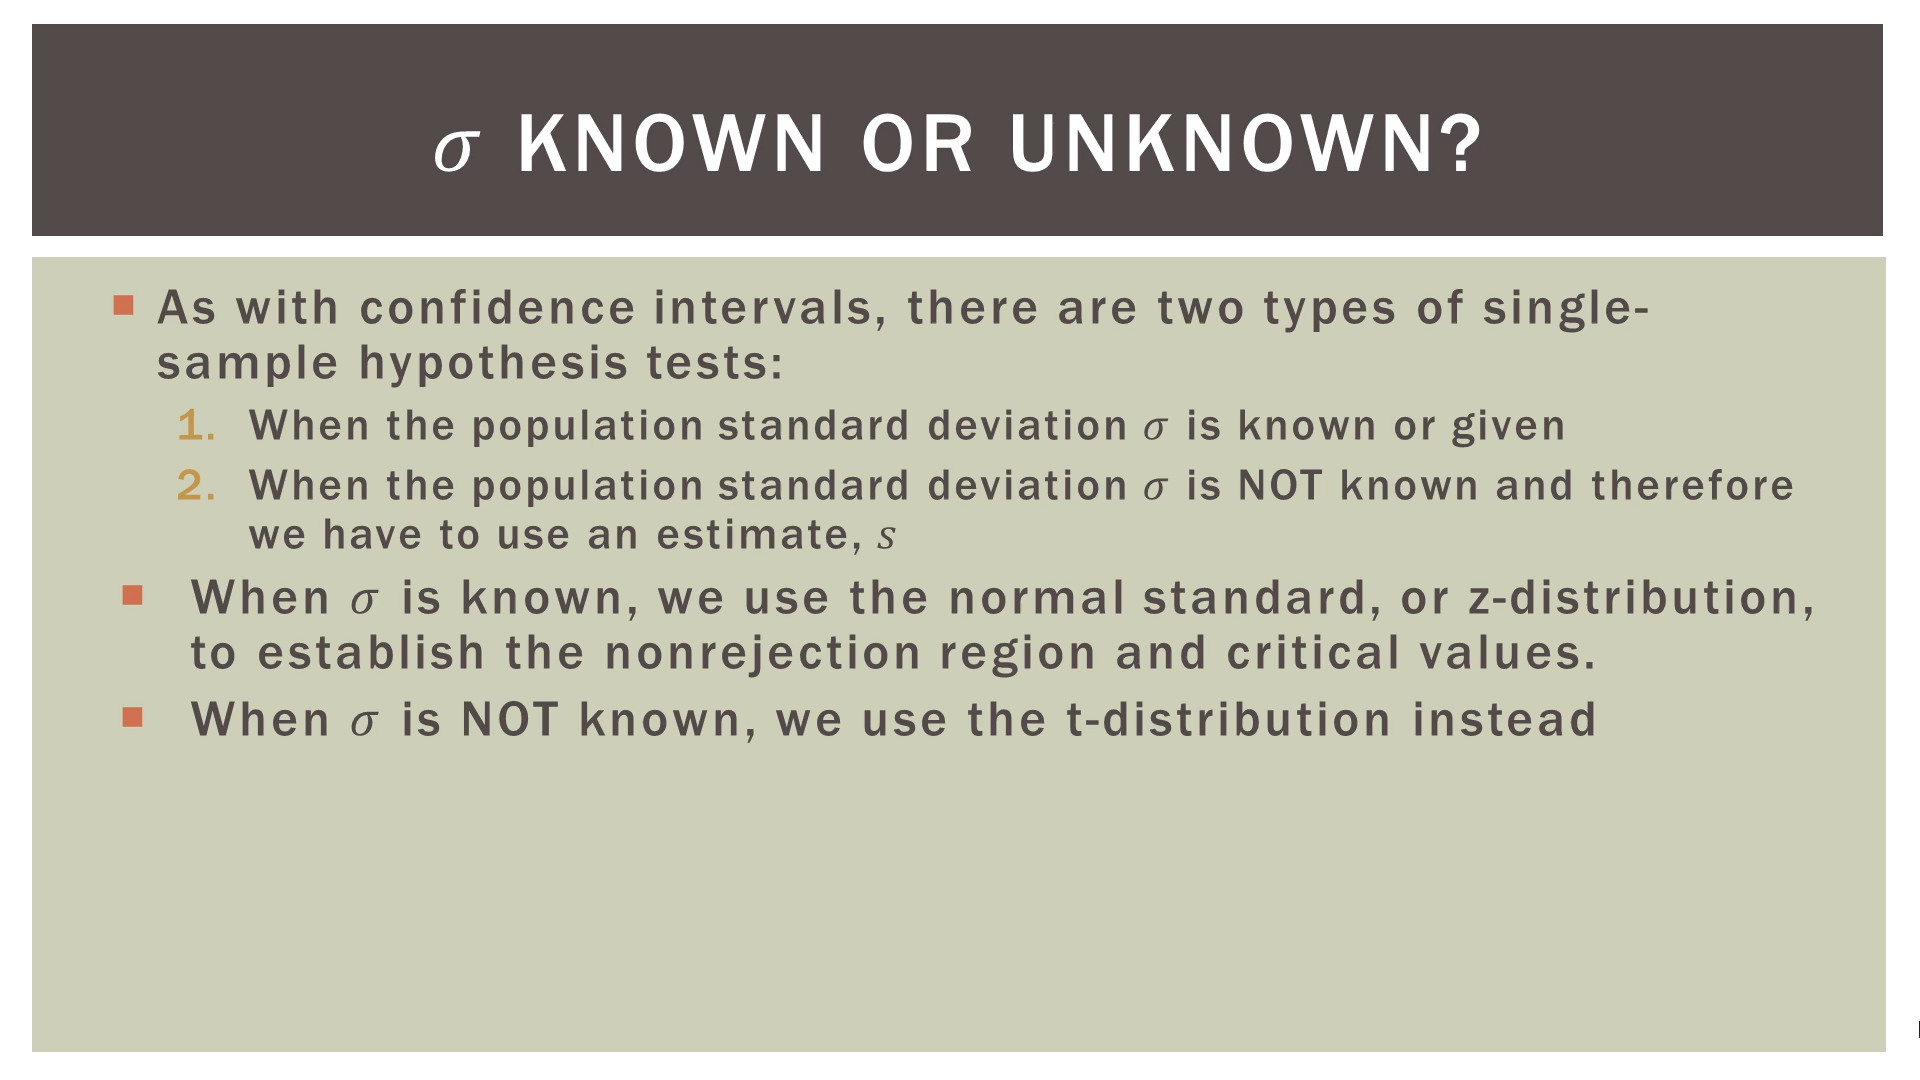 σ KNOWN OR UNKNOWN?
As with confidence intervals, there are two types of single-
sample hypothesis tests:
1. When the population standard deviation σ is known or given
2. When the population standard deviation σ is NOT known and therefore
we have to use an estimate, s
When σ is known, we use the normal standard, or z-distribution,
to establish the nonrejection region and critical values.
When σ is NOT known, we use the t-distribution instead